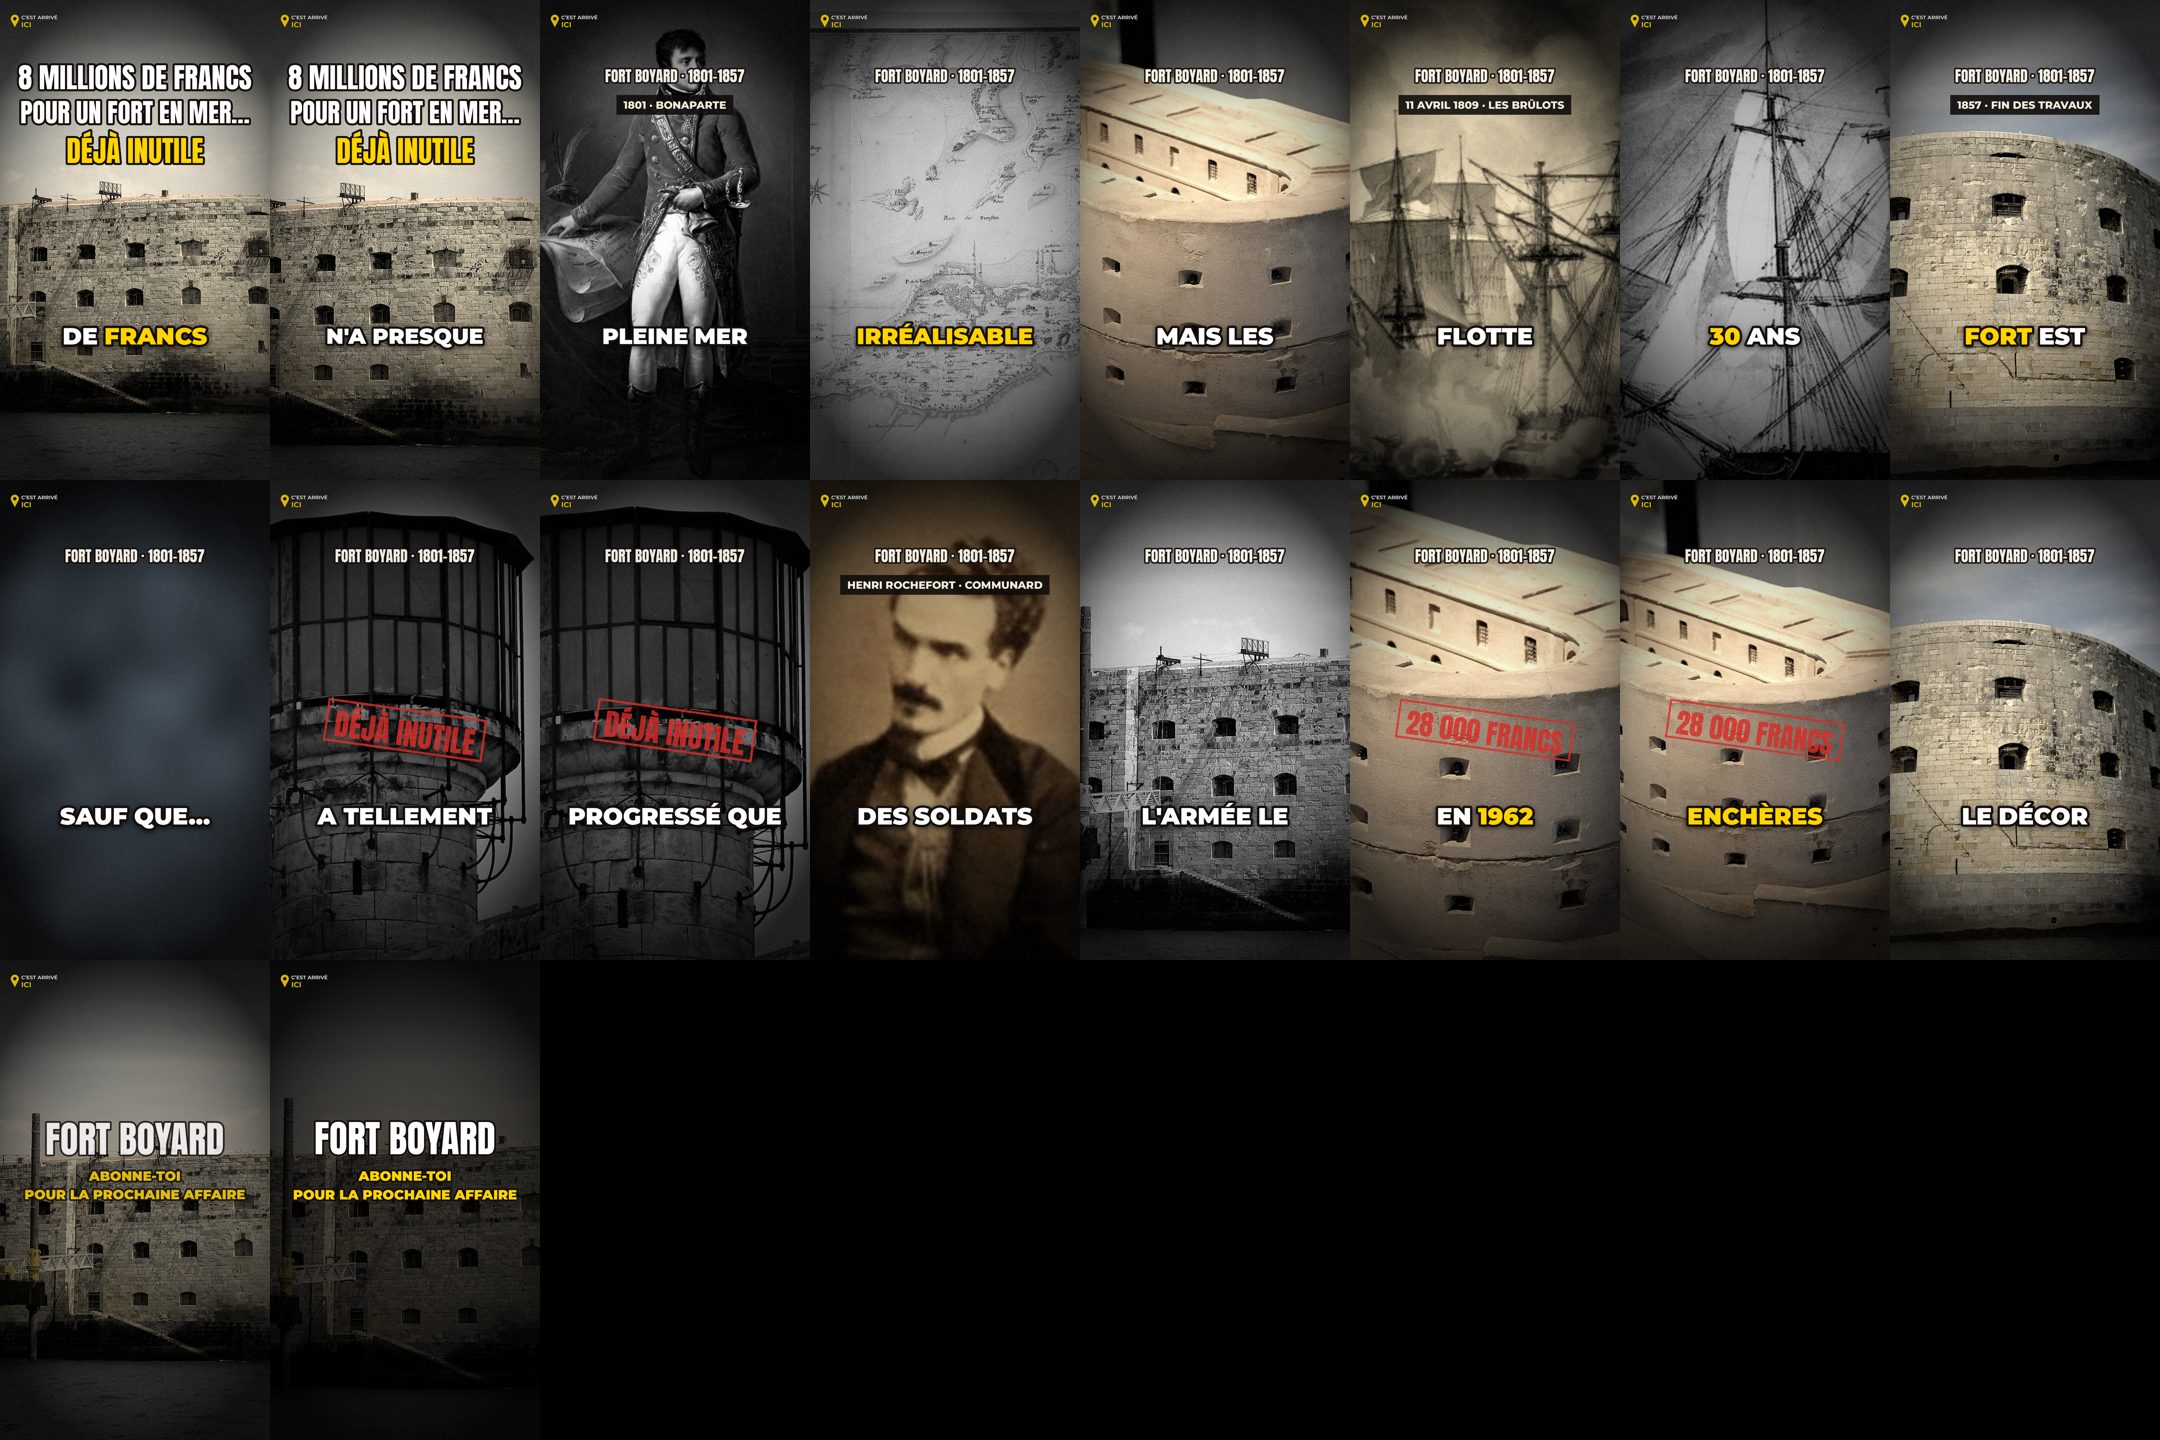 C'EST ARRIVÉ
ICI
8 MILLIONS DE FRANCS
POUR UN FORT EN MER...
DÉJÀ INUTILE
DE FRANCS
C'EST ARRIVÉ
ICI
8 MILLIONS DE FRANCS
POUR UN FORT EN MER...
DÉJÀ INUTILE
N'A PRESQUE
C'EST ARRIVÉ
ICI
FORT BOYARD · 1801-1857
1801 · BONAPARTE
PLEINE MER
C'EST ARRIVÉ
ICI
FORT BOYARD · 1801-1857
IRRÉALISABLE
C'EST ARRIVÉ
ICI
FORT BOYARD · 1801-1857
MAIS LES
C'EST ARRIVÉ
ICI
FORT BOYARD · 1801-1857
11 AVRIL 1809 · LES BRÛLOTS
FLOTTE
C'EST ARRIVÉ
ICI
FORT BOYARD · 1801-1857
30 ANS
C'EST ARRIVÉ
ICI
FORT BOYARD · 1801-1857
1857 · FIN DES TRAVAUX
FORT EST
C'EST ARRIVÉ
ICI
FORT BOYARD · 1801-1857
SAUF QUE...
C'EST ARRIVÉ
ICI
FORT BOYARD · 1801-1857
DÉJÀ INUTILE
A TELLEMENT
C'EST ARRIVÉ
ICI
FORT BOYARD · 1801-1857
DÉJÀ INUTILE
PROGRESSÉ QUE
C'EST ARRIVÉ
ICI
FORT BOYARD · 1801-1857
HENRI ROCHEFORT · COMMUNARD
DES SOLDATS
C'EST ARRIVÉ
ICI
FORT BOYARD · 1801-1857
L'ARMÉE LE
C'EST ARRIVÉ
ICI
FORT BOYARD · 1801-1857
28 000 FRANCS
EN 1962
C'EST ARRIVÉ
ICI
FORT BOYARD · 1801-1857
28 000 FRANCS
ENCHÈRES
C'EST ARRIVÉ
ICI
FORT BOYARD · 1801-1857
LE DÉCOR
C'EST ARRIVÉ
ICI
FORT BOYARD
ABONNE-TOI
POUR LA PROCHAINE AFFAIRE
C'EST ARRIVÉ
ICI
FORT BOYARD
ABONNE-TOI
POUR LA PROCHAINE AFFAIRE